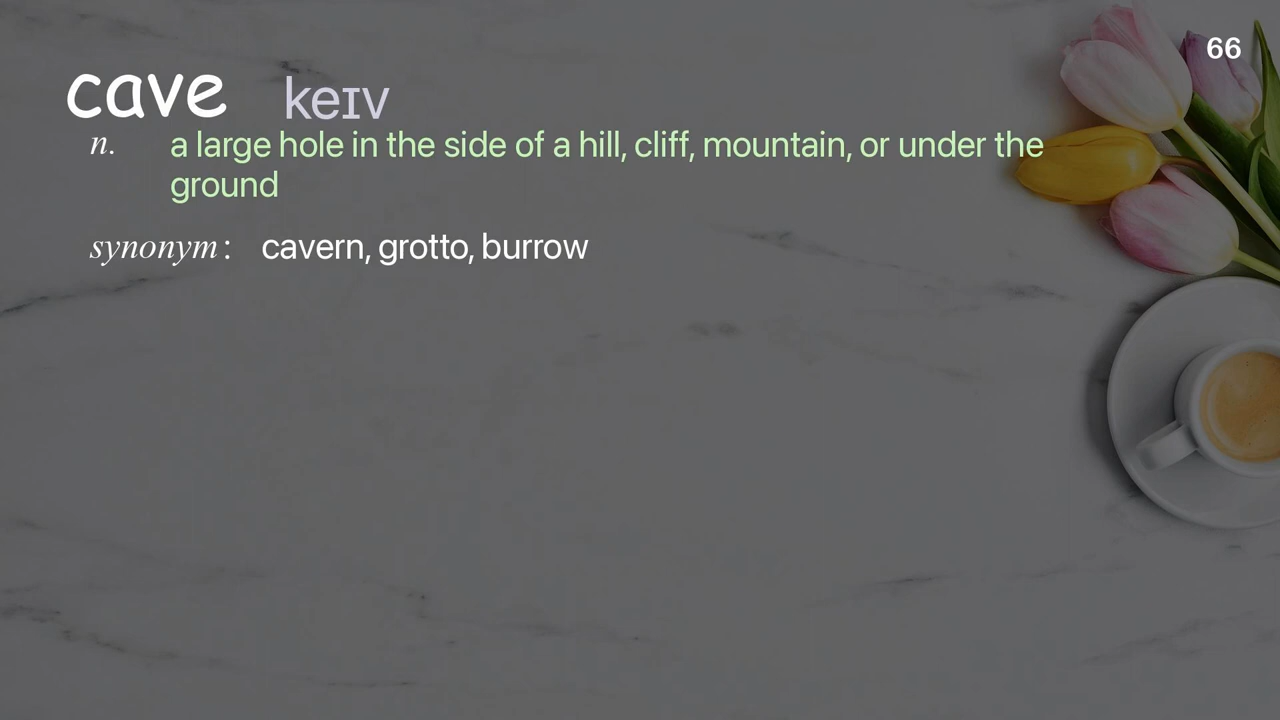 66
cave keɪv
n. a large hole in the side of a hill, cliff, mountain, or under the
ground
synonym: cavern, grotto, burrow